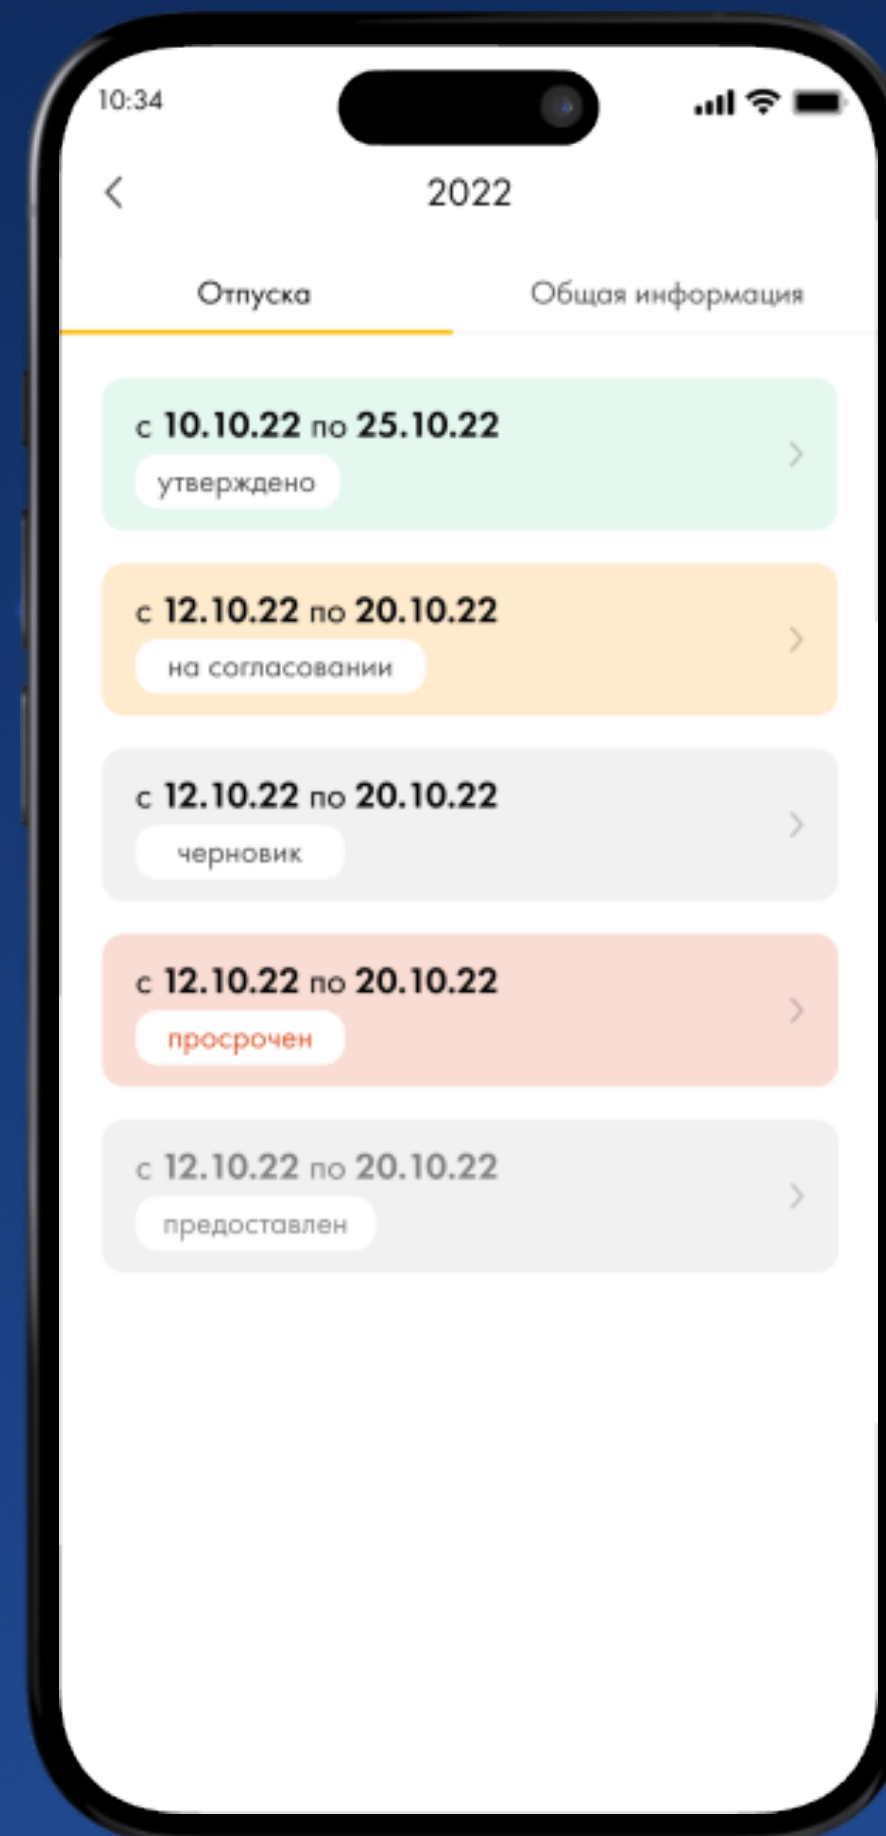 10:34
2022
Отпуска
Общая информация
с 10.10.22 по 25.10.22
утверждено
с 12.10.22 по 20.10.22
на согласовании
с 12.10.22 по 20.10.22
черновик
с 12.10.22 по 20.10.22
просрочен
с 12.10.22 по 20.10.22
предоставлен